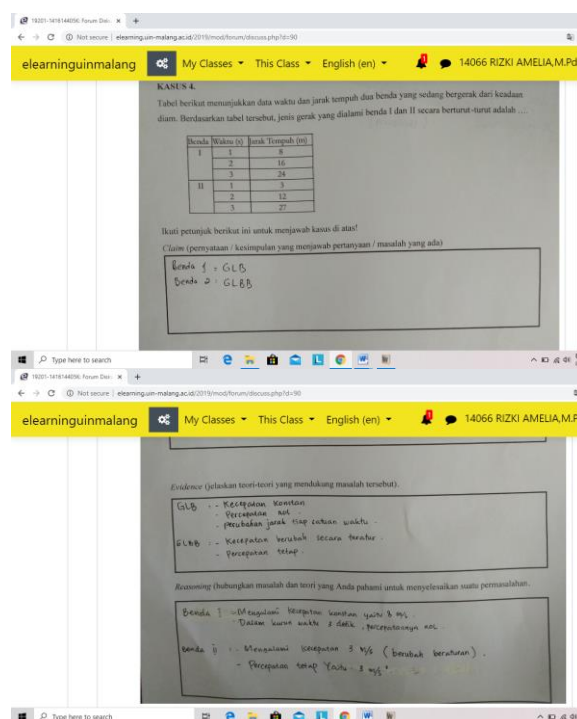 19201-1416144056: Forum Disk
Not secure | elearning.uin-malang.ac.id/2019/mod/forum/discuss.php?d=90
elearninguinmalang My Classes This Class English (en) 1 14066 RIZKI AMELIA,M.Pd
KASUS 4.
Tabel berikut menunjukkan data waktu dan jarak tempuh dua benda yang sedang bergerak dari keadaan
diam. Berdasarkan tabel tersebut, jenis gerak yang dialami benda I dan II secara berturut-turut adalah ....
Benda Waktu (s) Jarak Tempuh (m)
I 1 8
2 16
3 24
II 1 3
2 12
3 27
Ikuti petunjuk berikut ini untuk menjawab kasus di atas!
Claim (pernyataan / kesimpulan yang menjawab pertanyaan / masalah yang ada)
Benda 1 : GLB
Benda 2 : GLBB
Type here to search
19201-1416144056: Forum Disk
Not secure | elearning.uin-malang.ac.id/2019/mod/forum/discuss.php?d=90
elearninguinmalang My Classes This Class English (en) 1 14066 RIZKI AMELIA,M.P
Evidence (jelaskan teori-teori yang mendukung masalah tersebut).
GLB : - Kecepatan konstan
- Percepatan nol .
- perubahan jarak tiap satuan waktu .
GLBB : - Kecepatan berubah secara teratur .
- Percepatan tetap .
Reasoning (hubungkan masalah dan teori yang Anda pahami untuk menyelesaikan suatu permasalahan.
Benda I : - Mengalami kecepatan konstan yaitu 8 m/s .
- Dalam kurun waktu 3 detik , percepatannya nol .
Benda ii : - Mengalami kecepatan 3 m/s ( berubah beraturan ) .
- Percepatan tetap yaitu
Type here to search